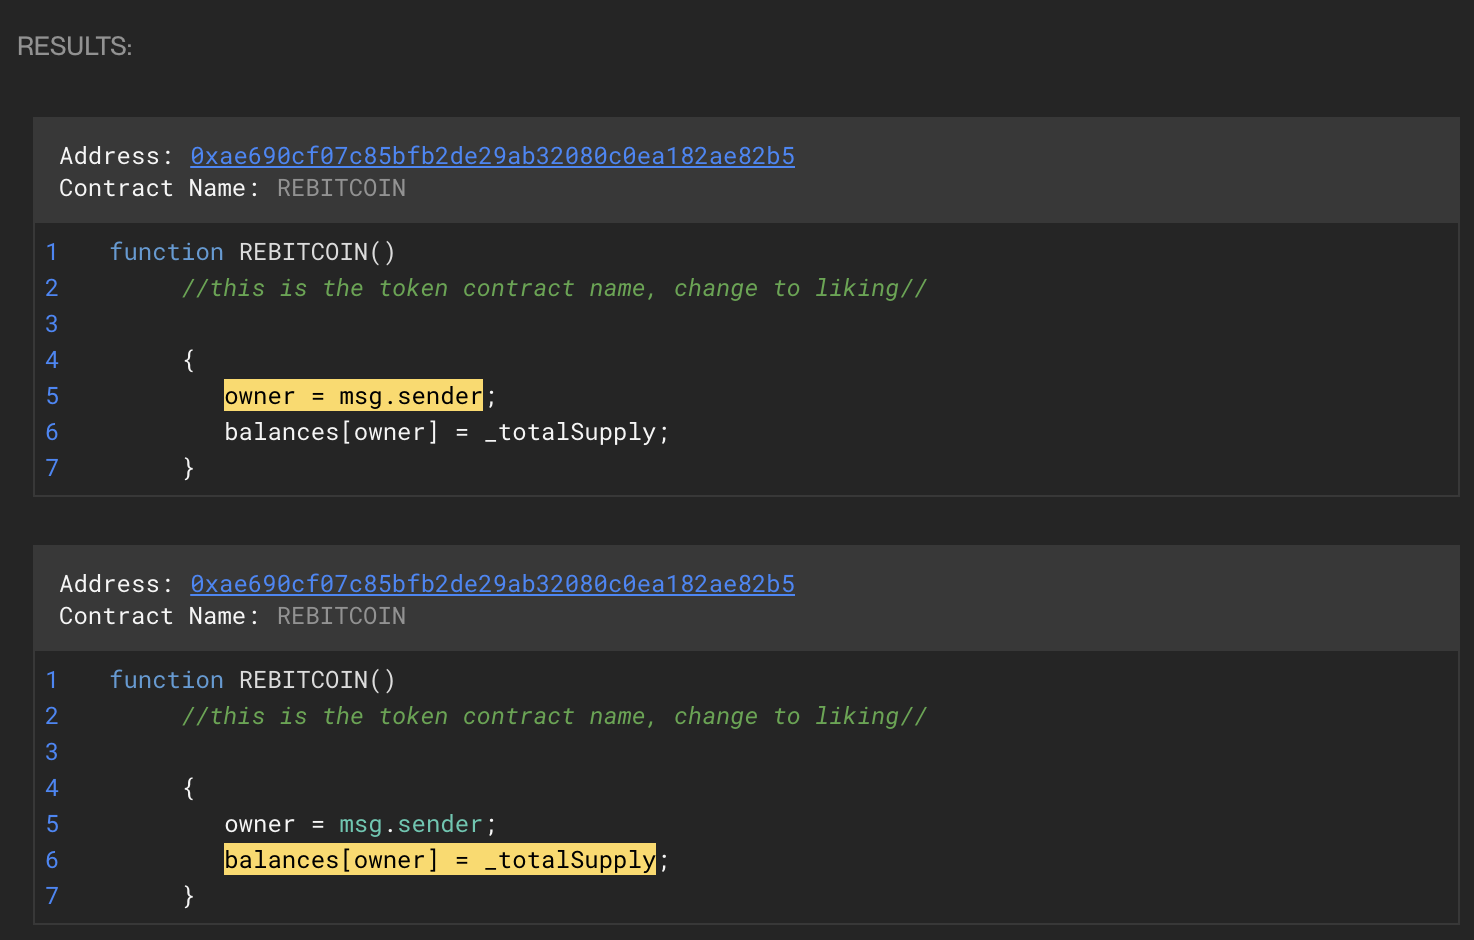 RESULTS:
Address: 0xae690cf07c85bfb2de29ab32080c0ea182ae82b5
Contract Name: REBITCOIN
1 function REBITCOIN()
2 //this is the token contract name, change to liking//
3
4 {
5 owner = msg.sender;
6 balances[owner] = _totalSupply;
7 }
Address: 0xae690cf07c85bfb2de29ab32080c0ea182ae82b5
Contract Name: REBITCOIN
1 function REBITCOIN()
2 //this is the token contract name, change to liking//
3
4 {
5 owner = msg.sender;
6 balances[owner] = _totalSupply;
7 }